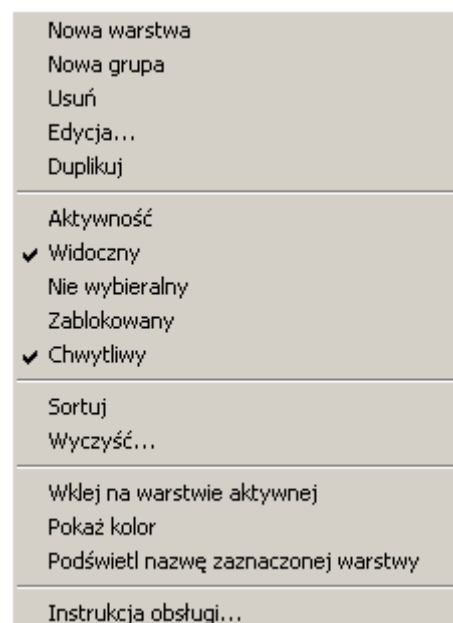 Nowa warstwa
Nowa grupa
Usuń
Edycja...
Duplikuj
Aktywność
Widoczny
Nie wybieralny
Zablokowany
Chwytliwy
Sortuj
Wyczyść...
Wklej na warstwie aktywnej
Pokaż kolor
Podświetl nazwę zaznaczonej warstwy
Instrukcja obsługi...